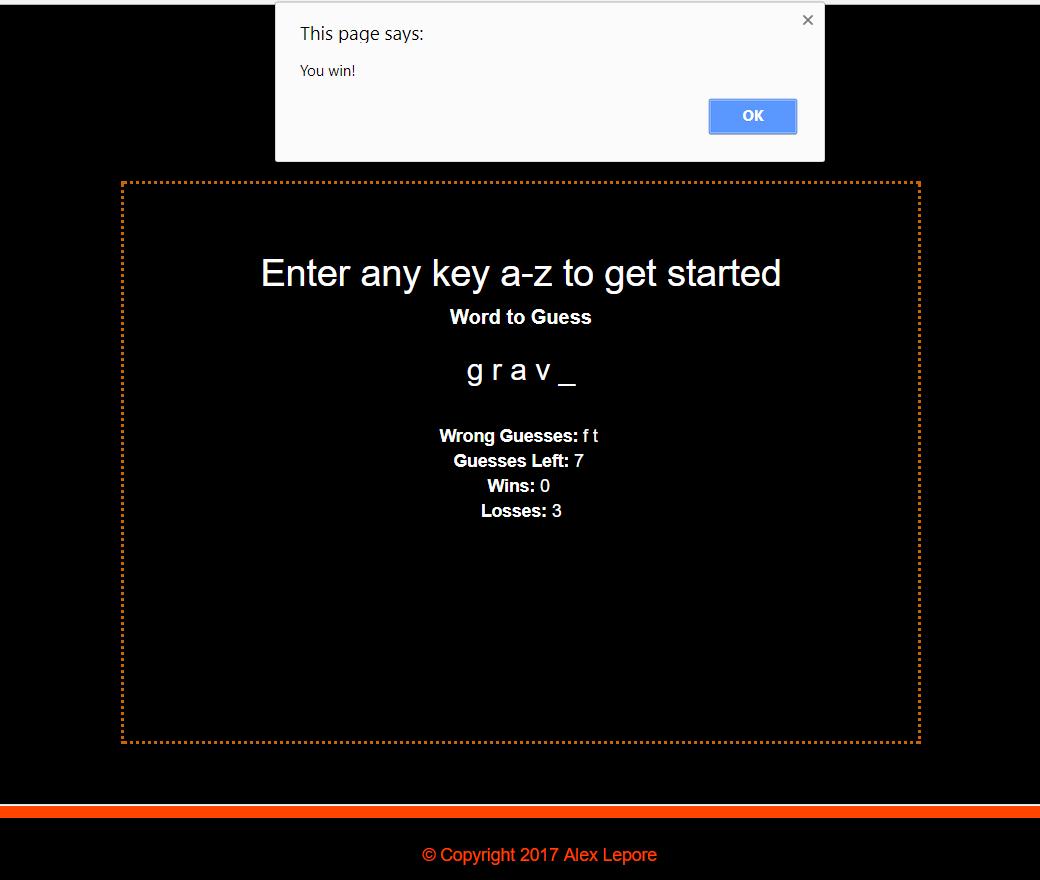 This page says:
You win!
OK
Enter any key a-z to get started
Word to Guess
g r a v _
Wrong Guesses: f t
Guesses Left: 7
Wins: 0
Losses: 3
© Copyright 2017 Alex Lepore